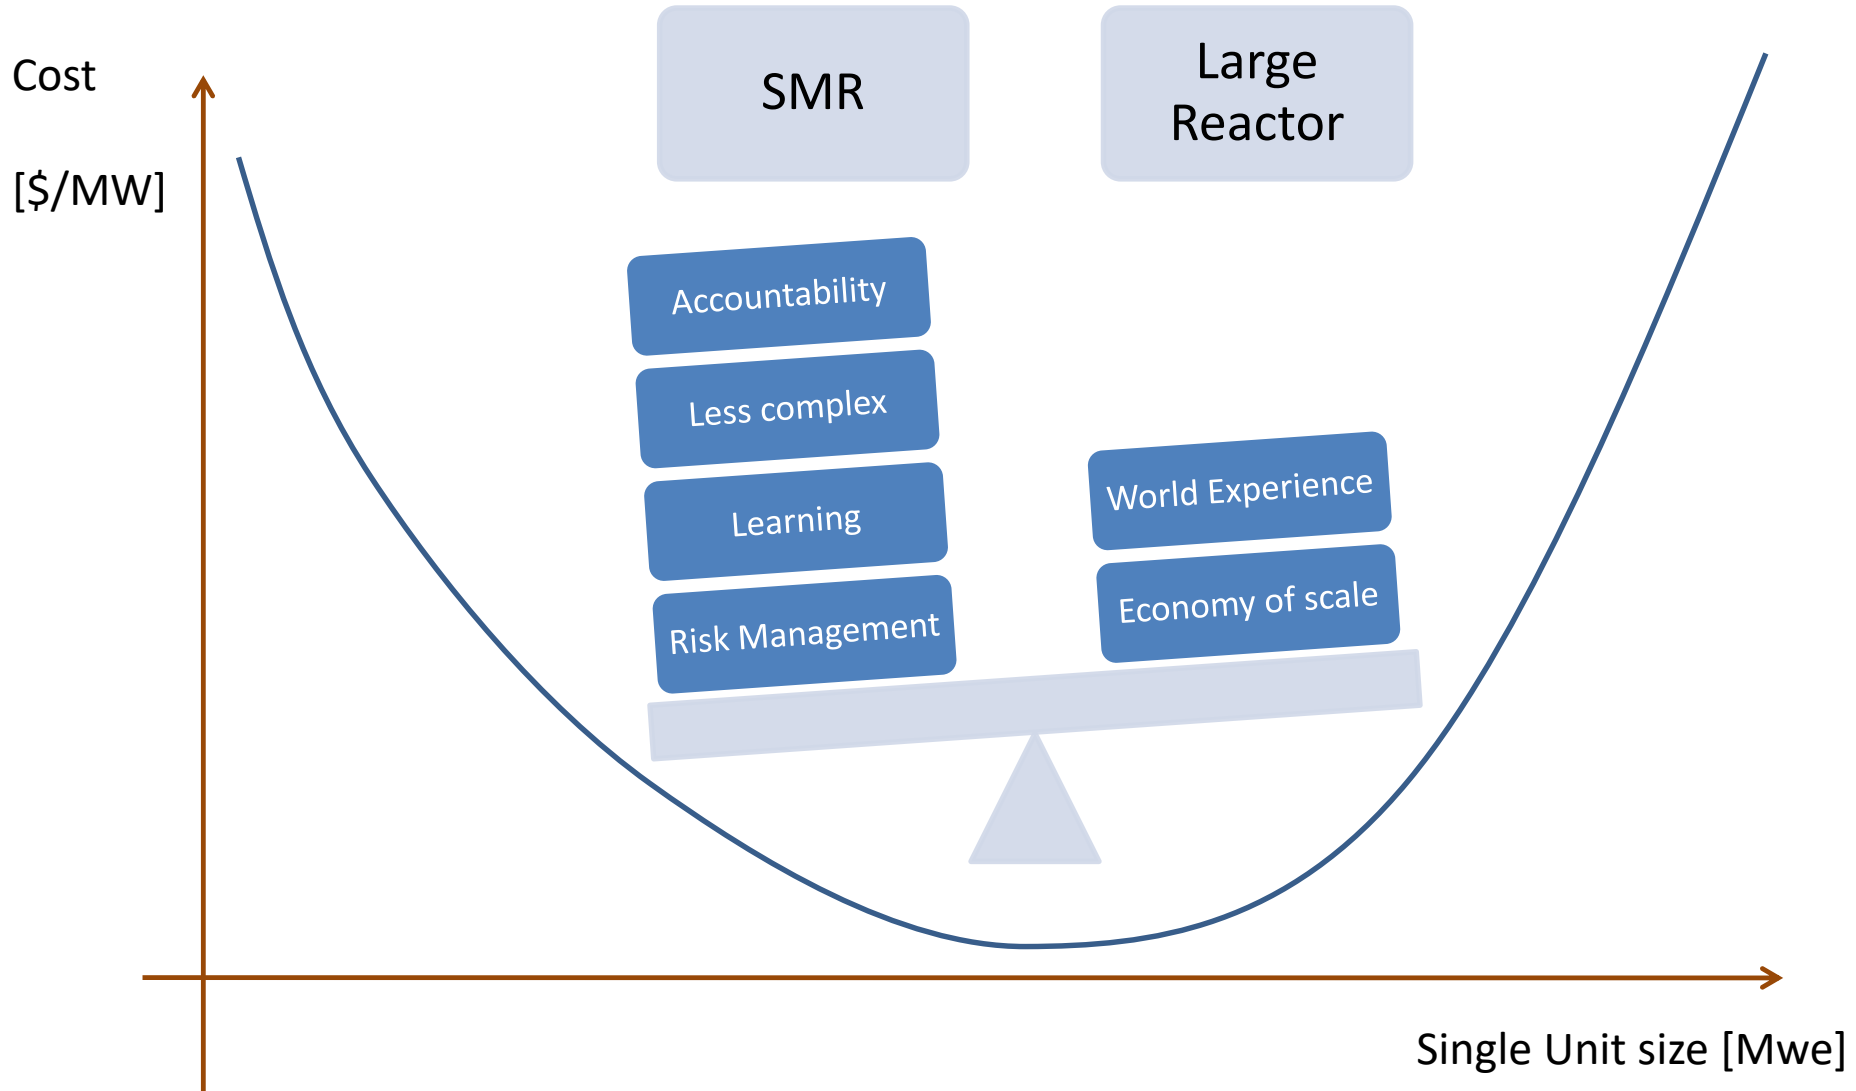 Cost
[$/MW]
SMR
Large
Reactor
Accountability
Less complex
Learning
Risk Management
World Experience
Economy of scale
Single Unit size [Mwe]